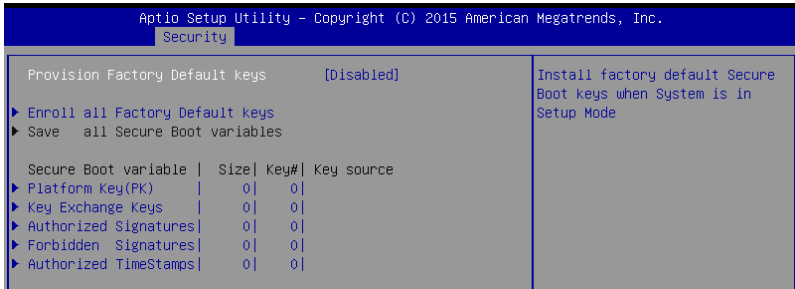 Aptio Setup Utility – Copyright (C) 2015 American Megatrends, Inc.
Security
Provision Factory Default keys [Disabled]
Enroll all Factory Default keys
Save all Secure Boot variables
Secure Boot variable | Size| Key#| Key source
Platform Key(PK) | 0| 0|
Key Exchange Keys | 0| 0|
Authorized Signatures| 0| 0|
Forbidden Signatures| 0| 0|
Authorized TimeStamps| 0| 0|
Install factory default Secure
Boot keys when System is in
Setup Mode